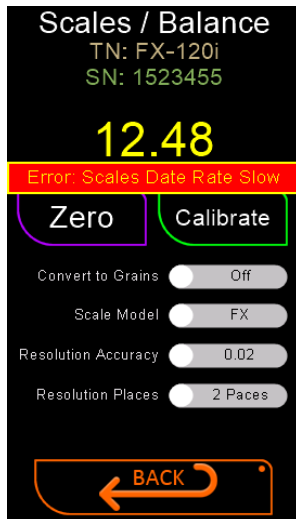 Scales / Balance
TN: FX-120i
SN: 1523455
12.48
Error: Scales Date Rate Slow
Zero
Calibrate
Convert to Grains Off
Scale Model FX
Resolution Accuracy 0.02
Resolution Places 2 Paces
BACK